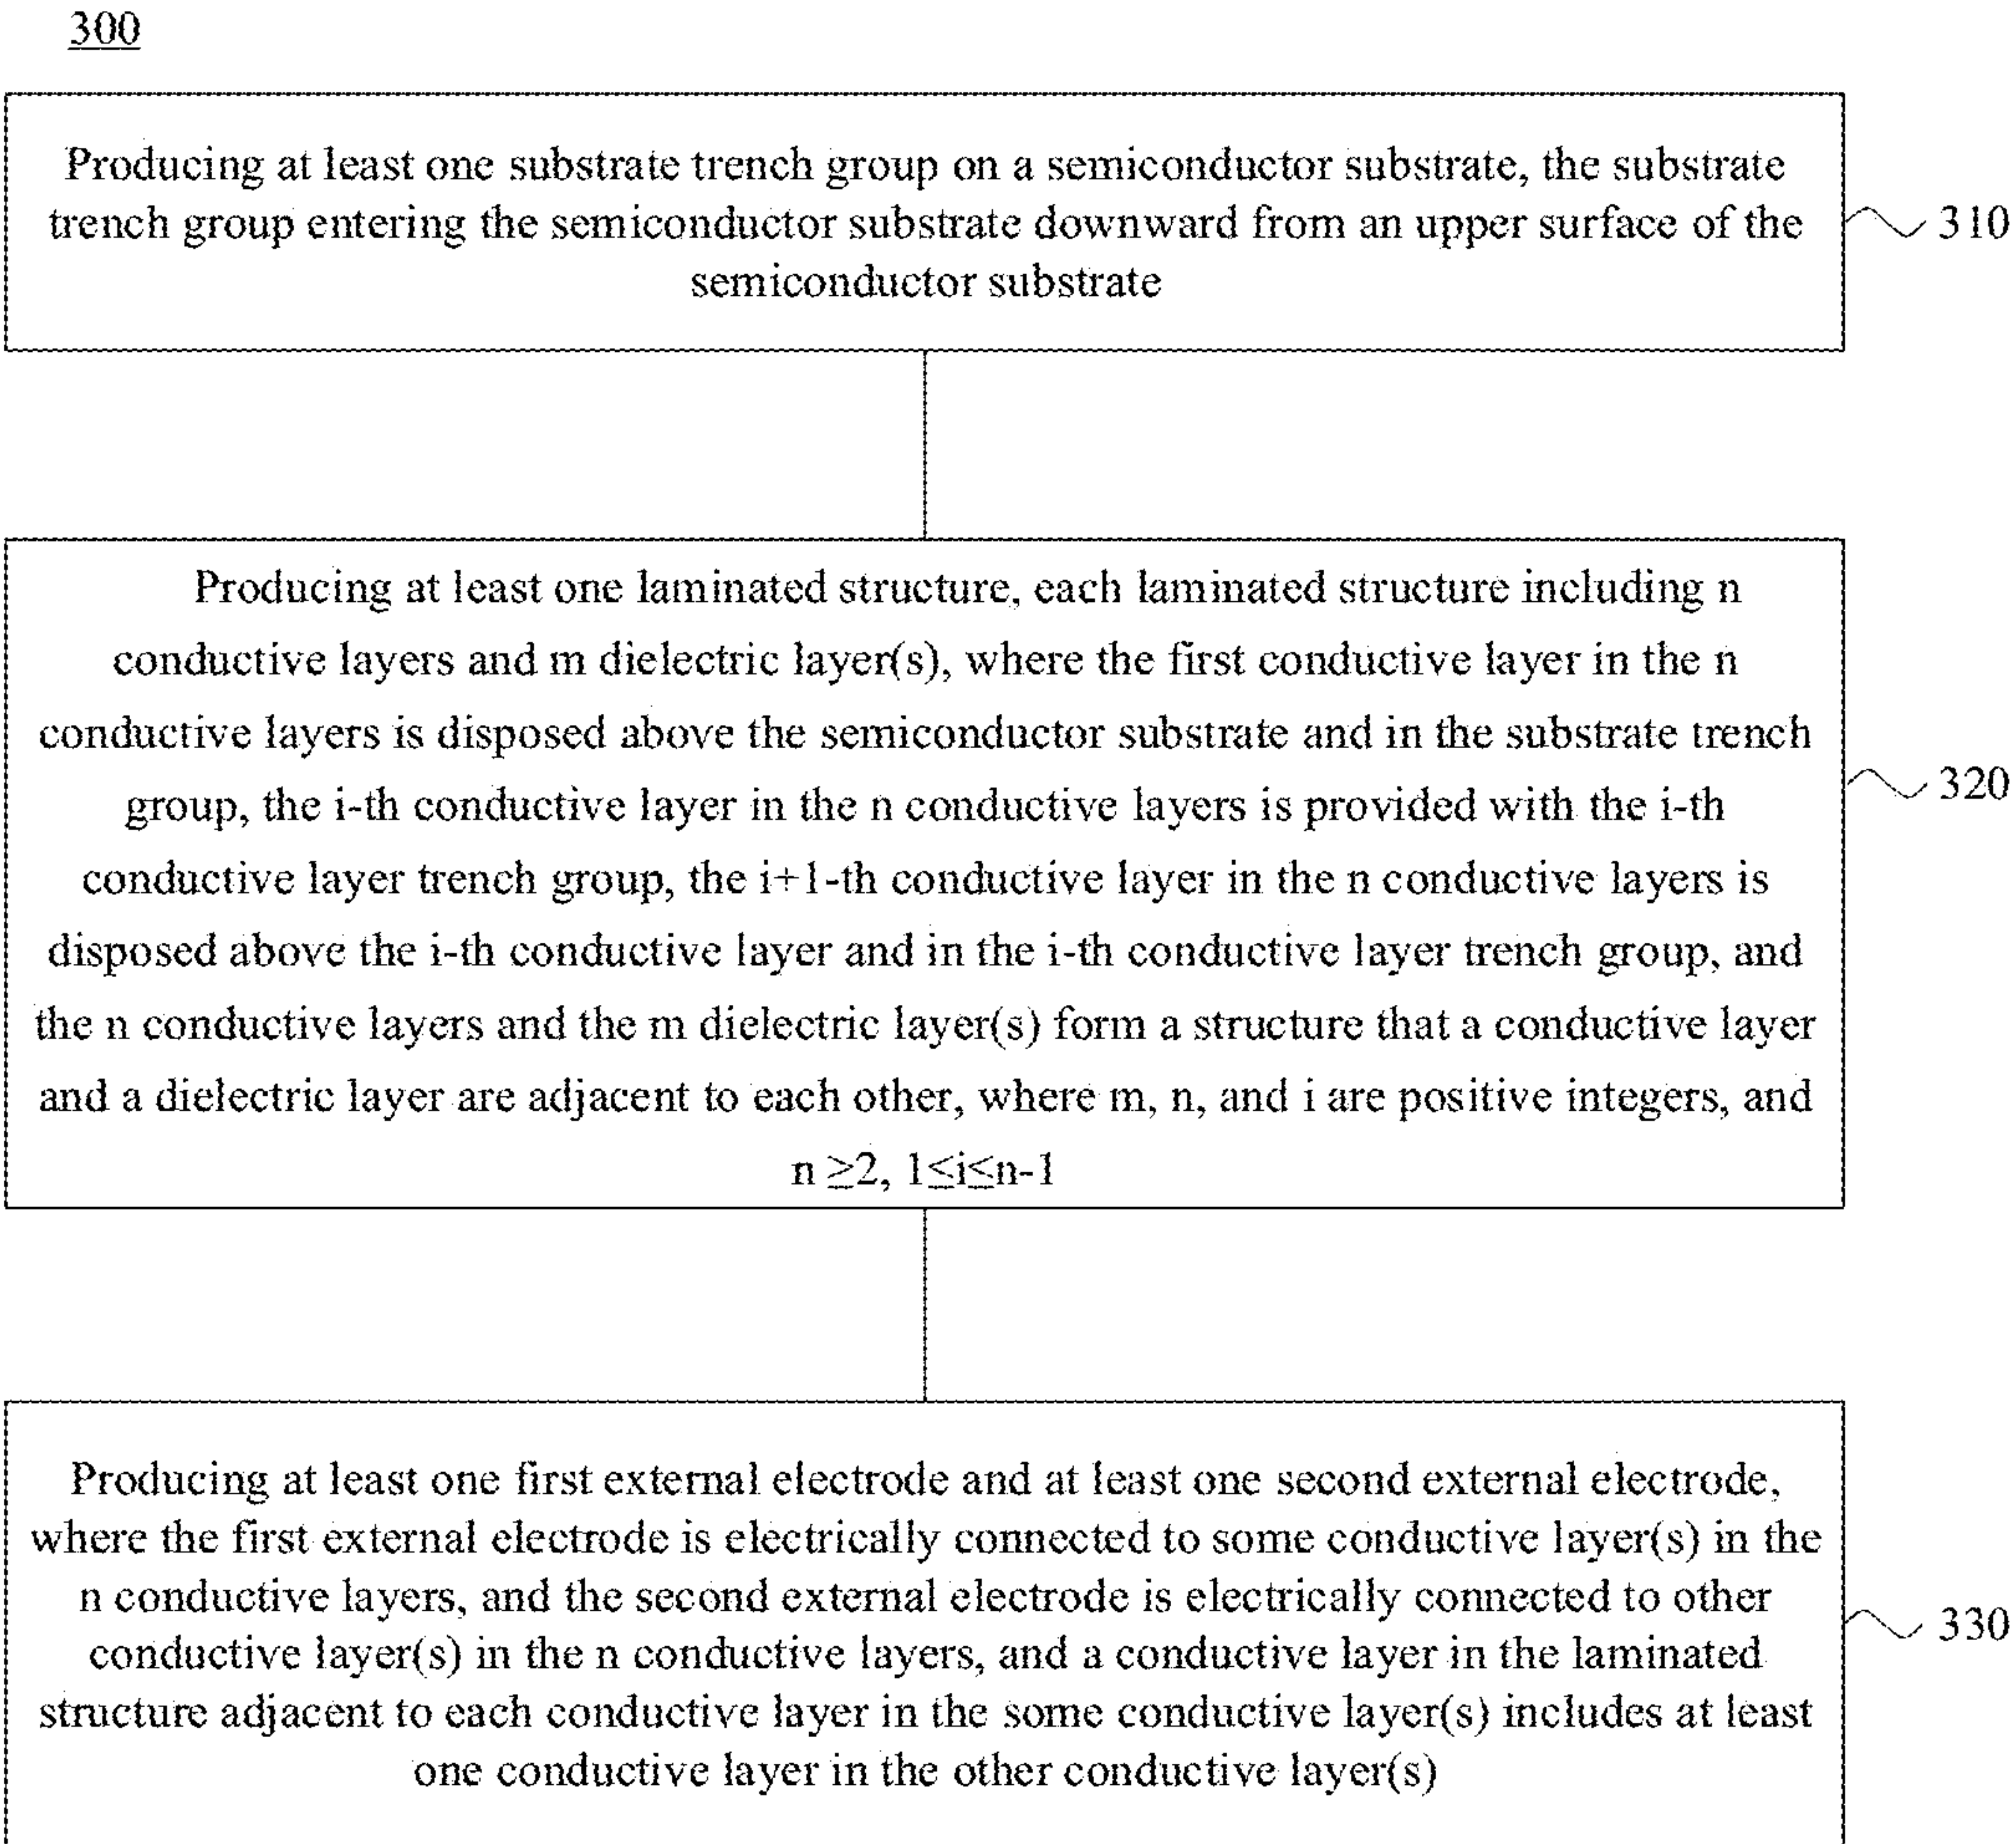 300
Producing at least one substrate trench group on a semiconductor substrate, the substrate
trench group entering the semiconductor substrate downward from an upper surface of the
semiconductor substrate
310
Producing at least one laminated structure, each laminated structure including n
conductive layers and m dielectric layer(s), where the first conductive layer in the n
conductive layers is disposed above the semiconductor substrate and in the substrate trench
group, the i-th conductive layer in the n conductive layers is provided with the i-th
conductive layer trench group, the i+1-th conductive layer in the n conductive layers is
disposed above the i-th conductive layer and in the i-th conductive layer trench group, and
the n conductive layers and the m dielectric layer(s) form a structure that a conductive layer
and a dielectric layer are adjacent to each other, where m, n, and i are positive integers, and
n ≥2, 1≤i≤n-1
320
Producing at least one first external electrode and at least one second external electrode,
where the first external electrode is electrically connected to some conductive layer(s) in the
n conductive layers, and the second external electrode is electrically connected to other
conductive layer(s) in the n conductive layers, and a conductive layer in the laminated
structure adjacent to each conductive layer in the some conductive layer(s) includes at least
one conductive layer in the other conductive layer(s)
330